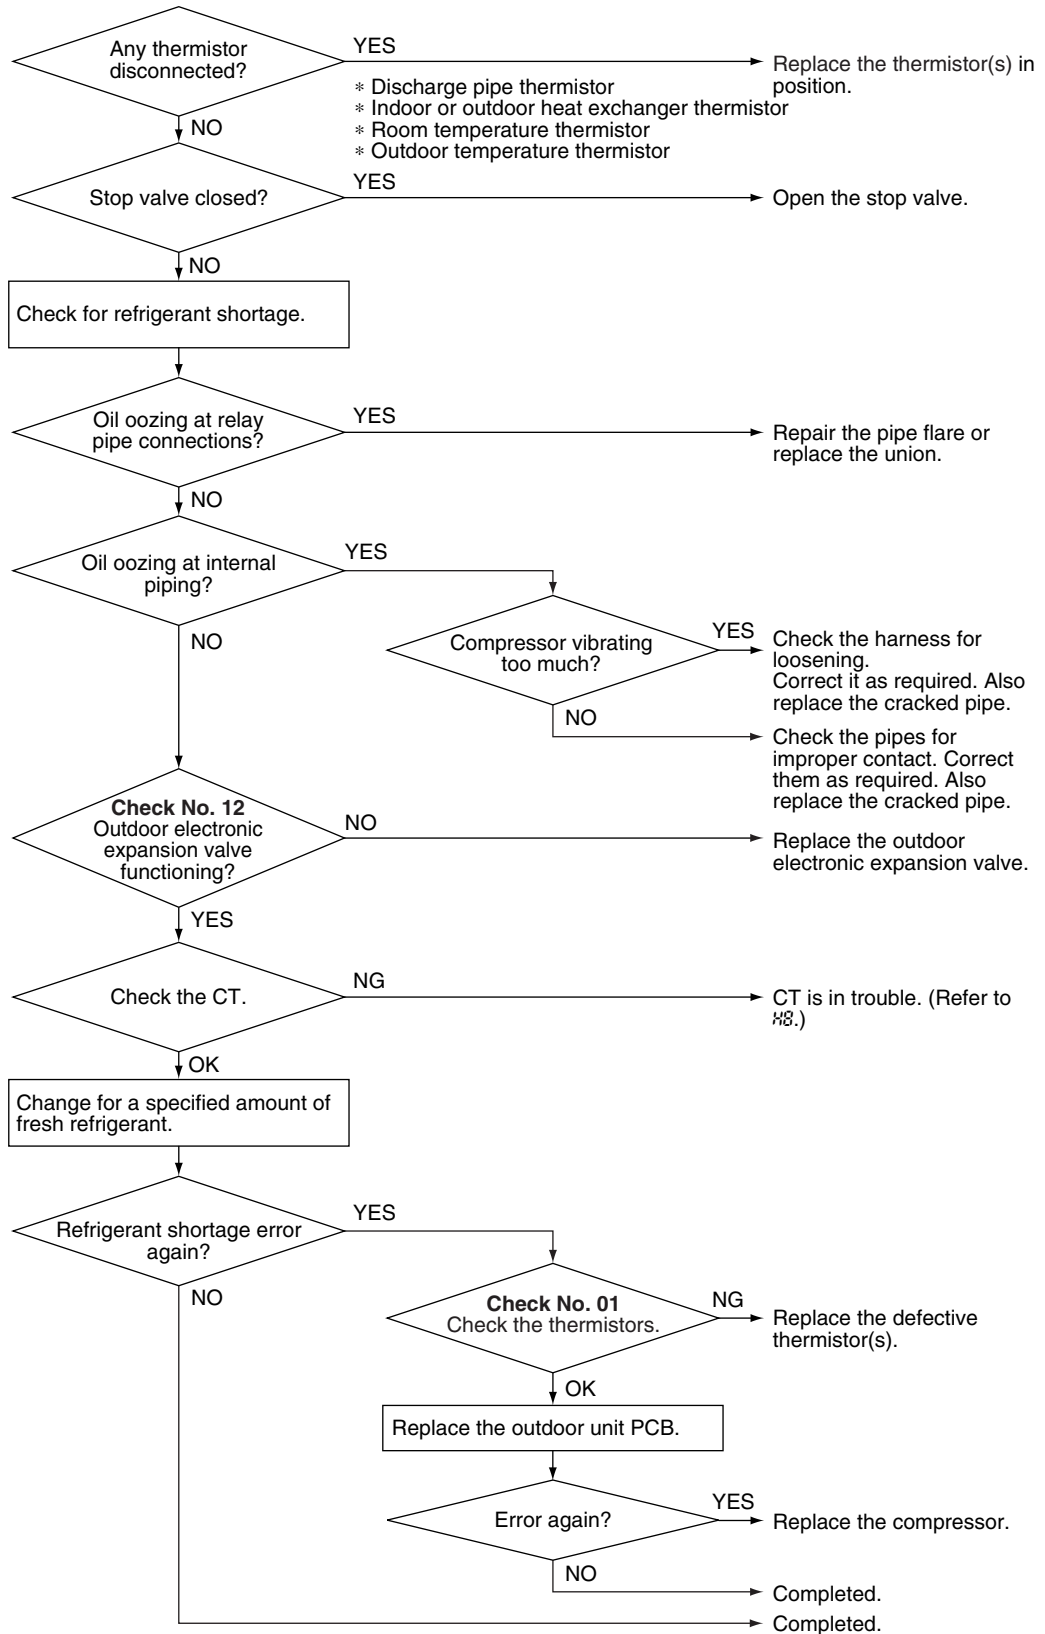 Any thermistor
disconnected?
YES
Replace the thermistor(s) in
position.
∗ Discharge pipe thermistor
∗ Indoor or outdoor heat exchanger thermistor
∗ Room temperature thermistor
∗ Outdoor temperature thermistor
NO
Stop valve closed?
YES
Open the stop valve.
NO
Check for refrigerant shortage.
Oil oozing at relay
pipe connections?
YES
Repair the pipe flare or
replace the union.
NO
Oil oozing at internal
piping?
YES
Compressor vibrating
too much?
YES
Check the harness for
loosening.
Correct it as required. Also
replace the cracked pipe.
NO
Check the pipes for
improper contact. Correct
them as required. Also
replace the cracked pipe.
NO
Check No. 12
Outdoor electronic
expansion valve
functioning?
NO
Replace the outdoor
electronic expansion valve.
YES
Check the CT.
NG
CT is in trouble. (Refer to
H8.)
OK
Change for a specified amount of
fresh refrigerant.
Refrigerant shortage error
again?
YES
NO
Check No. 01
Check the thermistors.
NG
Replace the defective
thermistor(s).
OK
Replace the outdoor unit PCB.
Error again?
YES
Replace the compressor.
NO
Completed.
Completed.